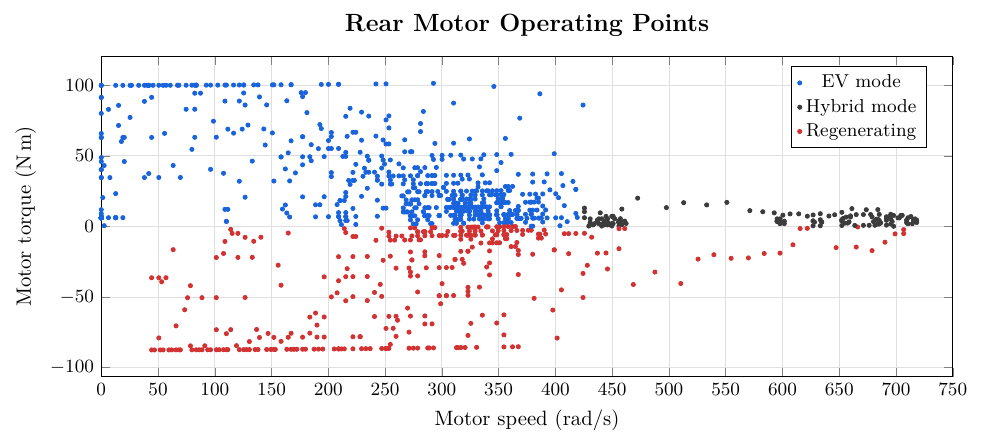 Rear Motor Operating Points
EV mode
Hybrid mode
Regenerating
Motor torque (N m)
100
50
0
−50
−100
0 50 100 150 200 250 300 350 400 450 500 550 600 650 700 750
Motor speed (rad/s)